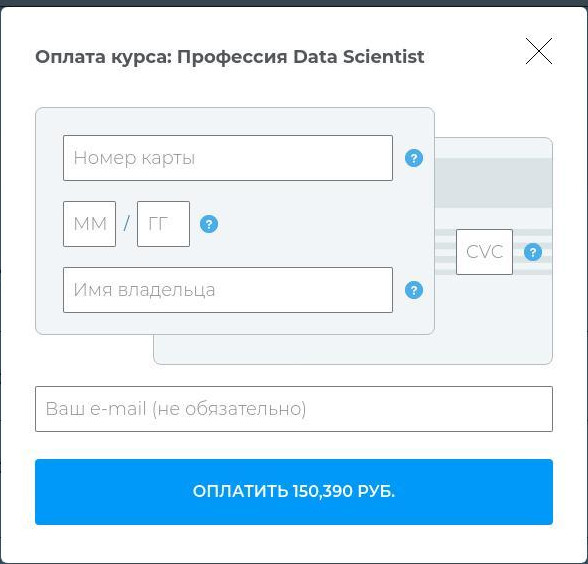 Оплата курса: Профессия Data Scientist
Номер карты
?
ММ / ГГ
?
Имя владельца
?
CVC
?
Ваш e-mail (не обязательно)
ОПЛАТИТЬ 150,390 РУБ.